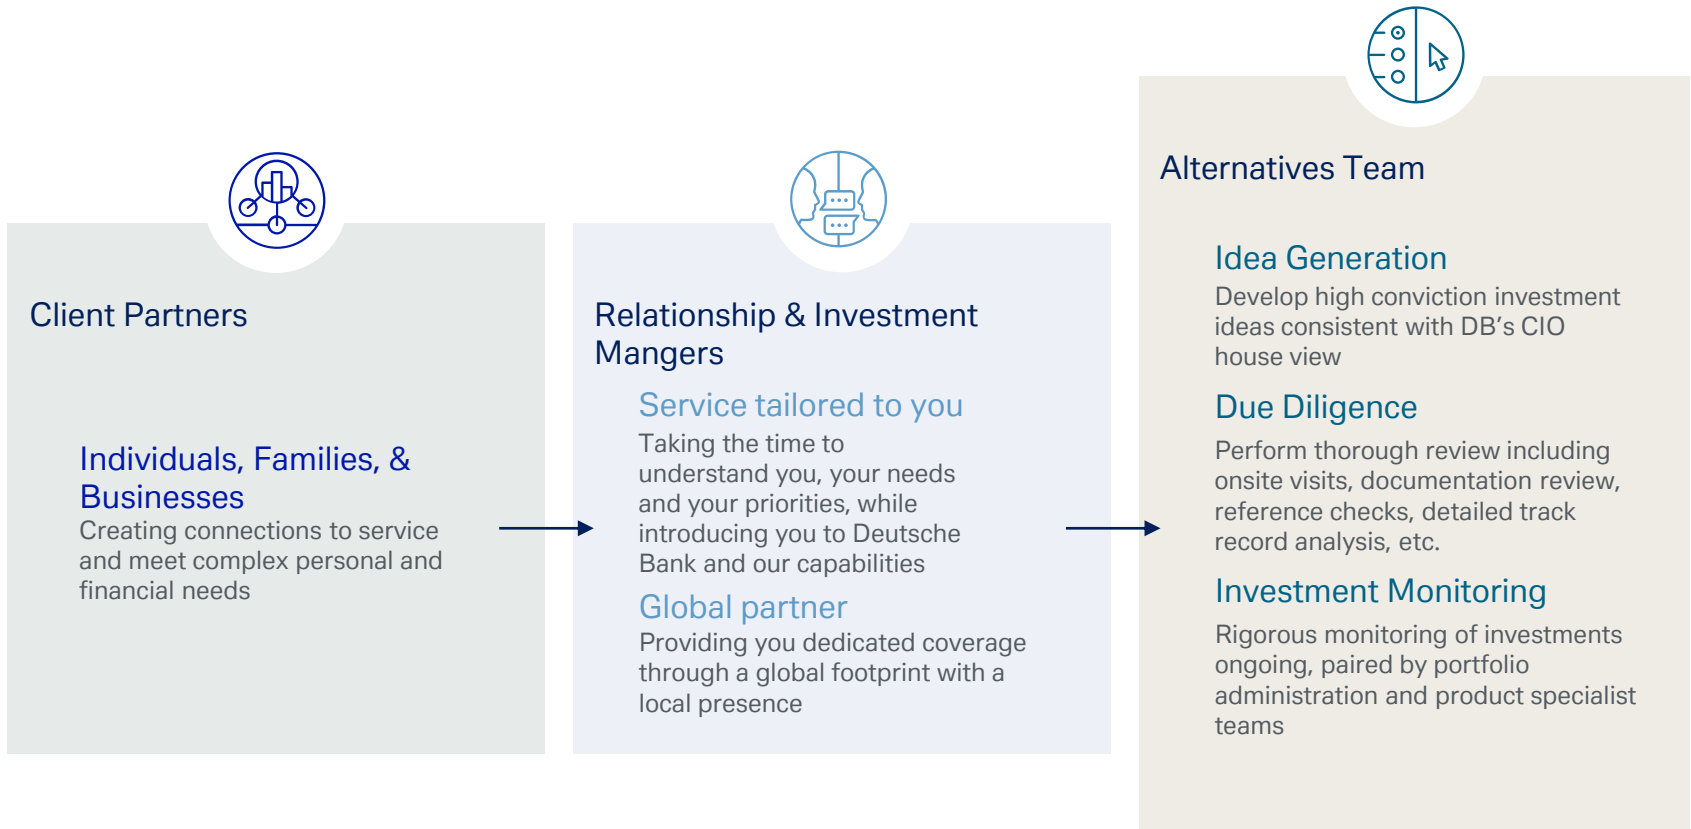 Client Partners
Individuals, Families, &
Businesses
Creating connections to service
and meet complex personal and
financial needs
Relationship & Investment
Mangers
Service tailored to you
Taking the time to
understand you, your needs
and your priorities, while
introducing you to Deutsche
Bank and our capabilities
Global partner
Providing you dedicated coverage
through a global footprint with a
local presence
Alternatives Team
Idea Generation
Develop high conviction investment
ideas consistent with DB's CIO
house view
Due Diligence
Perform thorough review including
onsite visits, documentation review,
reference checks, detailed track
record analysis, etc.
Investment Monitoring
Rigorous monitoring of investments
ongoing, paired by portfolio
administration and product specialist
teams